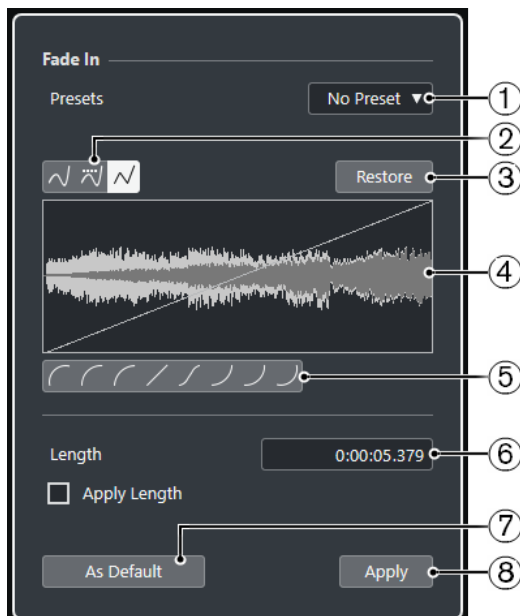 Fade In
Presets
No Preset ▼
1
2
Restore
3
4
5
Length
0:00:05.379
6
Apply Length
7
As Default
Apply
8